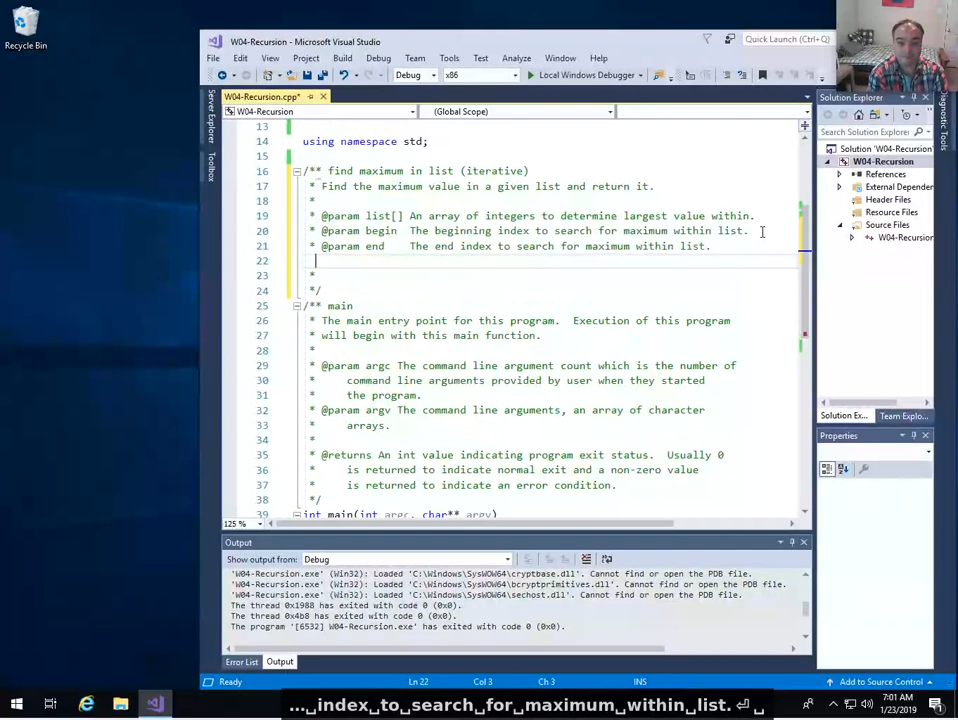 Recycle Bin
W04-Recursion - Microsoft Visual Studio
Quick Launch (Ctrl+Q)
File Edit View Project Build Debug Team Tools Test Analyze Window Help
Debug x86 Local Windows Debugger
Server Explorer
Toolbox
W04-Recursion.cpp*
W04-Recursion (Global Scope)
13
14 using namespace std;
15
16 /** find maximum in list (iterative)
17 * Find the maximum value in a given list and return it.
18 *
19 * @param list[] An array of integers to determine largest value within.
20 * @param begin The beginning index to search for maximum within list.
21 * @param end The end index to search for maximum within list.
22
23 *
24 */
25 /** main
26 * The main entry point for this program. Execution of this program
27 * will begin with this main function.
28 *
29 * @param argc The command line argument count which is the number of
30 * command line arguments provided by user when they started
31 * the program.
32 * @param argv The command line arguments, an array of character
33 * arrays.
34 *
35 * @returns An int value indicating program exit status. Usually 0
36 * is returned to indicate normal exit and a non-zero value
37 * is returned to indicate an error condition.
38 */
39 int main(int argc, char** argv)
125 %
Solution Explorer
Search Solution Explorer
Solution 'W04-Recursion'
W04-Recursion
References
External Depende
Header Files
Resource Files
Source Files
W04-Recursion
Solution Ex... Team Explo...
Properties
Diagnostic Tools
Output
Show output from: Debug
'W04-Recursion.exe' (Win32): Loaded 'C:\Windows\SysWOW64\cryptbase.dll'. Cannot find or open the PDB file.
'W04-Recursion.exe' (Win32): Loaded 'C:\Windows\SysWOW64\bcryptprimitives.dll'. Cannot find or open the PDB file.
'W04-Recursion.exe' (Win32): Loaded 'C:\Windows\SysWOW64\sechost.dll'. Cannot find or open the PDB file.
The thread 0x1988 has exited with code 0 (0x0).
The thread 0x4b8 has exited with code 0 (0x0).
The program '[6532] W04-Recursion.exe' has exited with code 0 (0x0).
Error List Output
Ready Ln 22 Col 3 Ch 3 INS Add to Source Control
…␣index␣to␣search␣for␣maximum␣within␣list.⏎␣
7:01 AM
1/23/2019